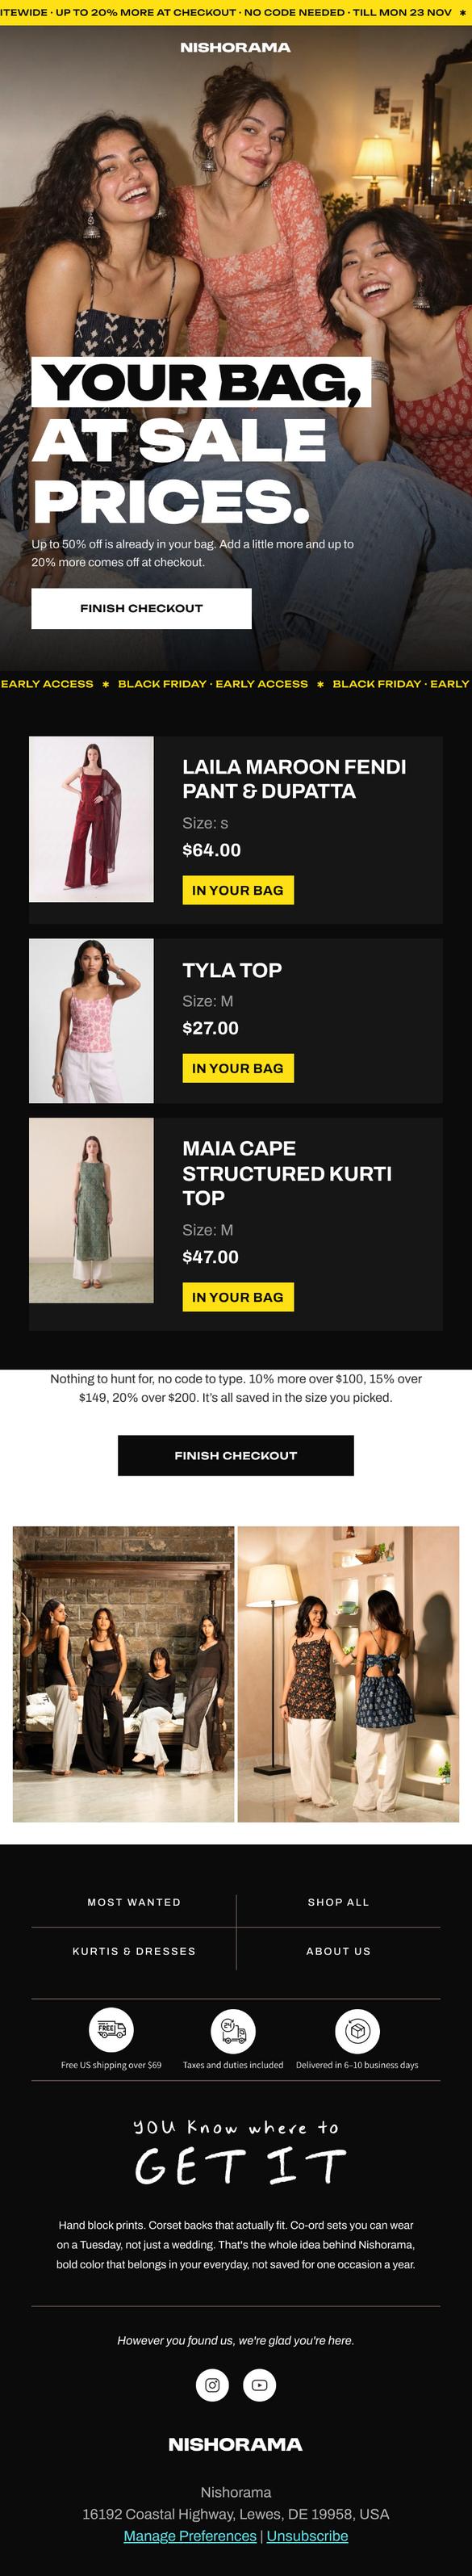 ITEWIDE · UP TO 20% MORE AT CHECKOUT · NO CODE NEEDED · TILL MON 23 NOV *
NISHORAMA
YOUR BAG,
AT SALE
PRICES.
Up to 50% off is already in your bag. Add a little more and up to
20% more comes off at checkout.
FINISH CHECKOUT
EARLY ACCESS * BLACK FRIDAY · EARLY ACCESS * BLACK FRIDAY · EARLY
LAILA MAROON FENDI
PANT & DUPATTA
Size: s
$64.00
IN YOUR BAG
TYLA TOP
Size: M
$27.00
IN YOUR BAG
MAIA CAPE
STRUCTURED KURTI
TOP
Size: M
$47.00
IN YOUR BAG
Nothing to hunt for, no code to type. 10% more over $100, 15% over
$149, 20% over $200. It's all saved in the size you picked.
FINISH CHECKOUT
MOST WANTED
SHOP ALL
KURTIS & DRESSES
ABOUT US
FREE
24
Free US shipping over $69
Taxes and duties included
Delivered in 6–10 business days
YOU Know where to
GET IT
Hand block prints. Corset backs that actually fit. Co-ord sets you can wear
on a Tuesday, not just a wedding. That's the whole idea behind Nishorama,
bold color that belongs in your everyday, not saved for one occasion a year.
However you found us, we're glad you're here.
NISHORAMA
Nishorama
16192 Coastal Highway, Lewes, DE 19958, USA
Manage Preferences | Unsubscribe